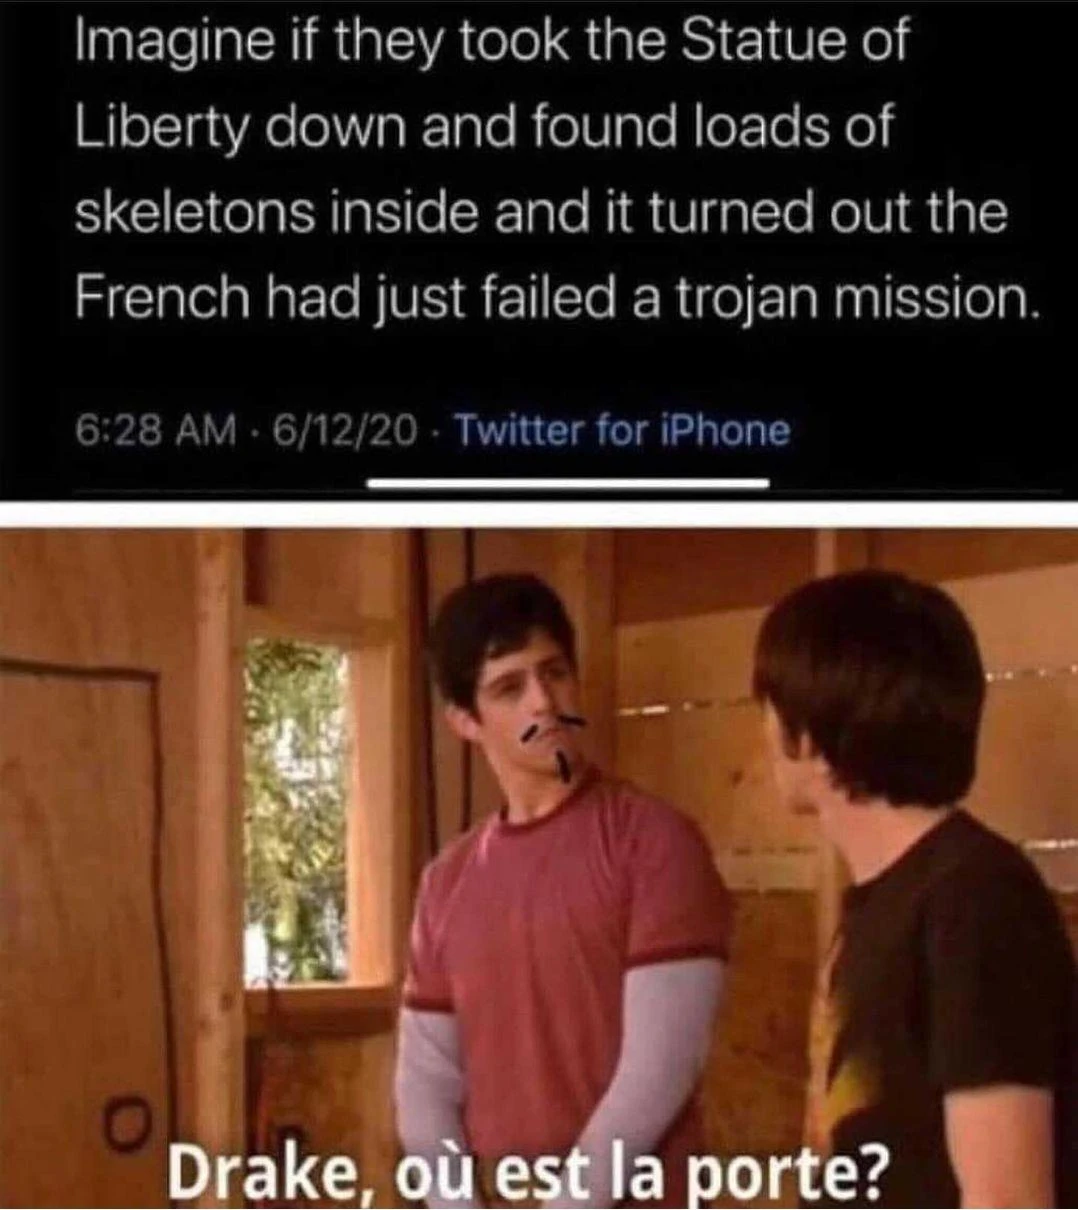 Imagine if they took the Statue of
Liberty down and found loads of
skeletons inside and it turned out the
French had just failed a trojan mission.
6:28 AM · 6/12/20 · Twitter for iPhone
Drake, où est la porte?